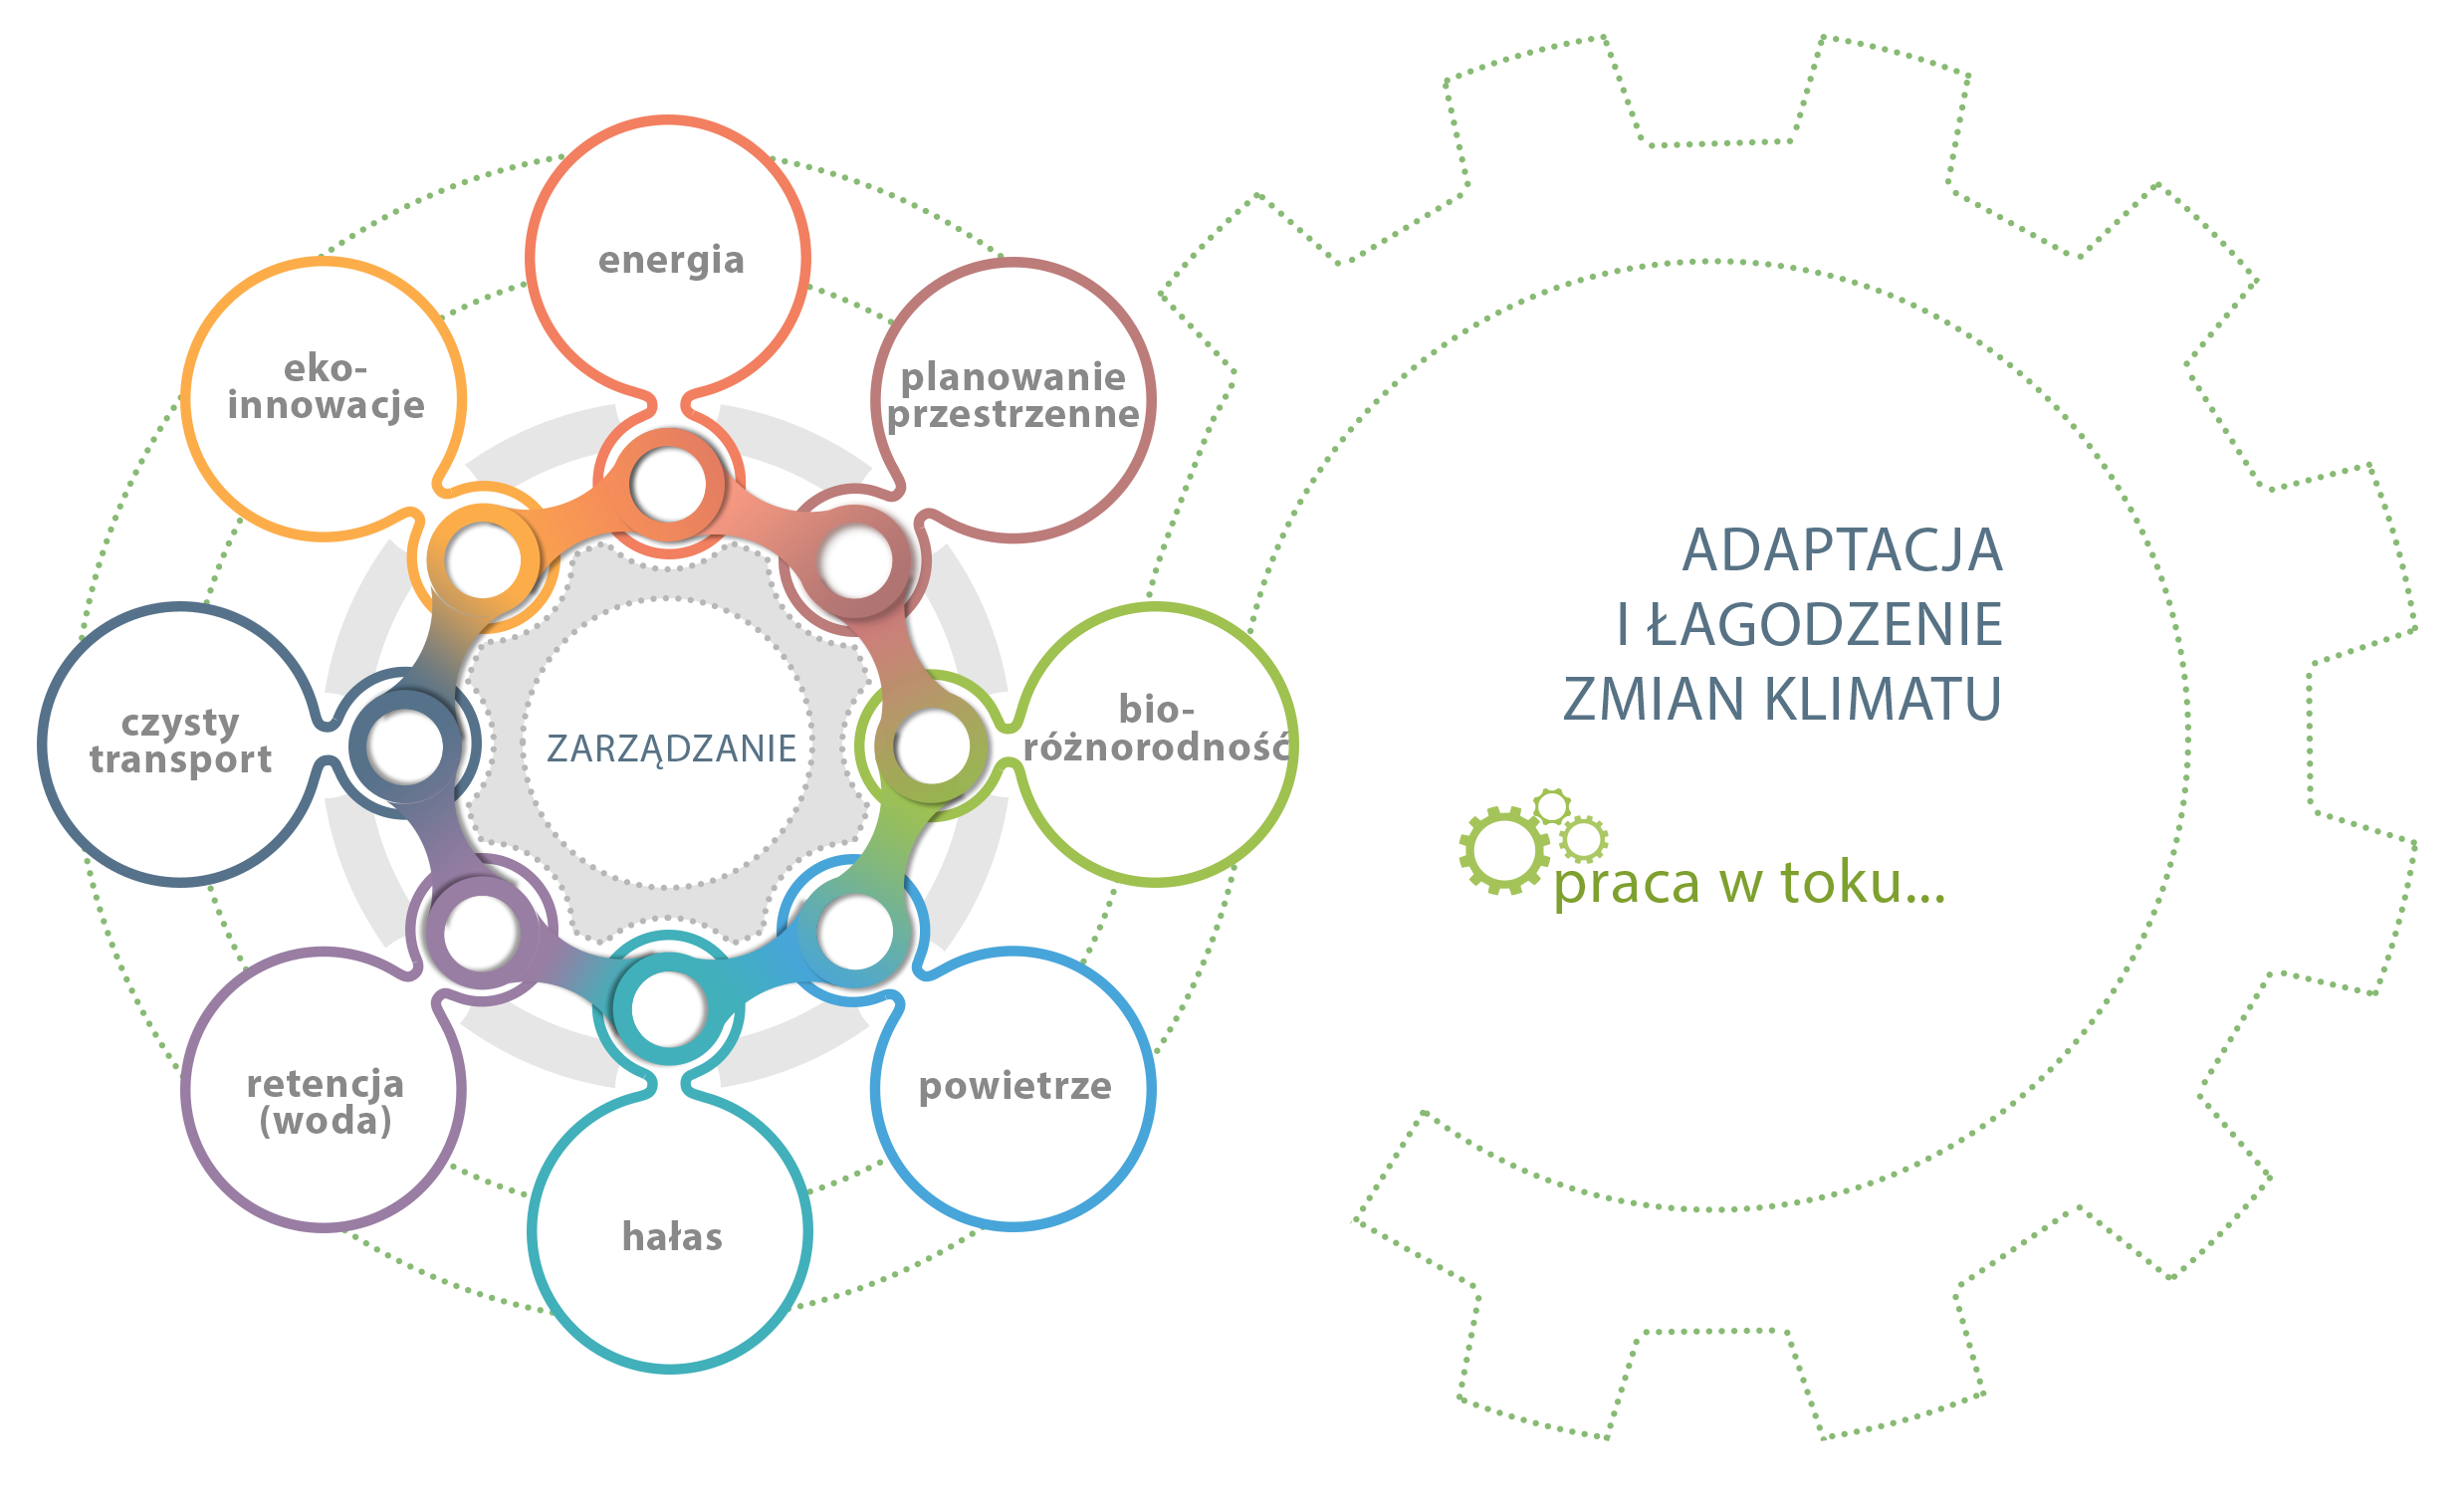 energia
eko-
innowacje
planowanie
przestrzenne
czysty
transport
ZARZĄDZANIE
bio-
różnorodność
retencja
(woda)
hałas
powietrze
ADAPTACJA
I ŁAGODZENIE
ZMIAN KLIMATU
praca w toku...